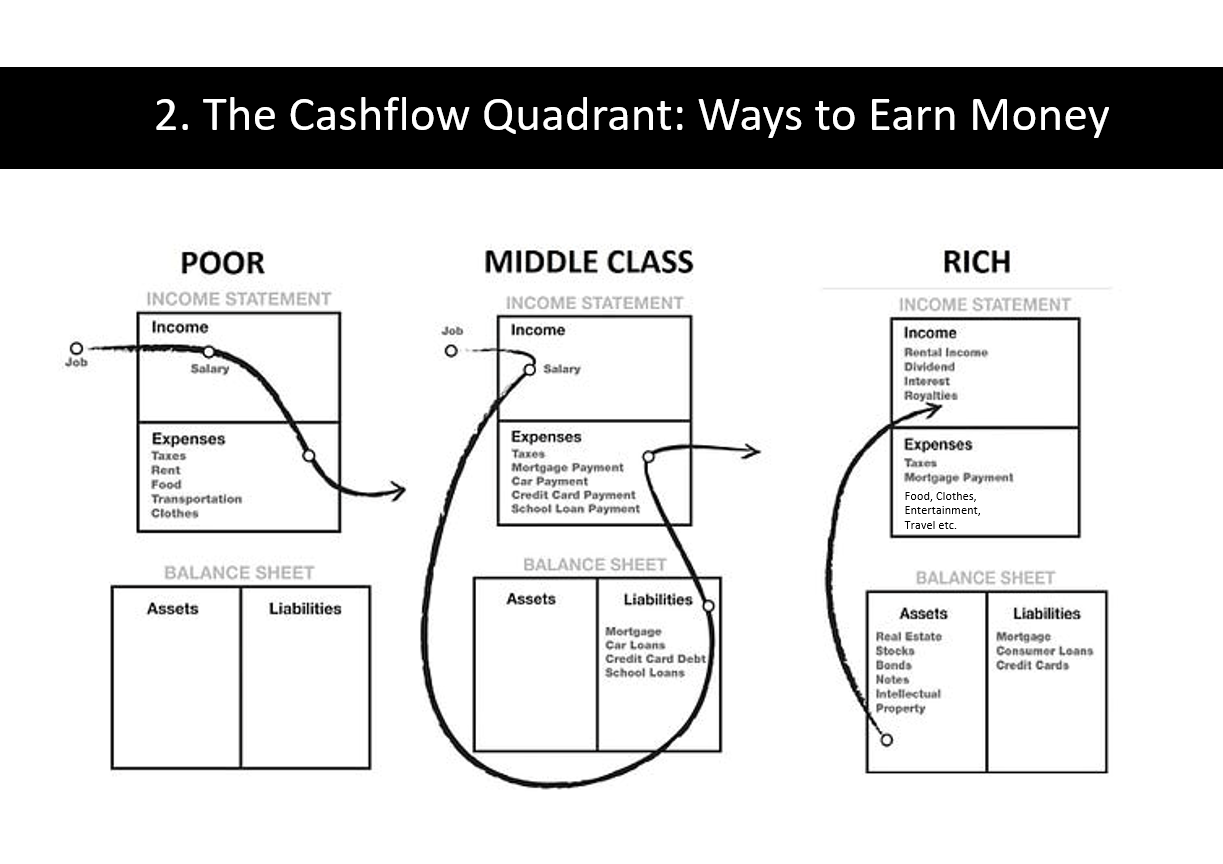 2. The Cashflow Quadrant: Ways to Earn Money
POOR
INCOME STATEMENT
Income
Job
Salary
Expenses
Taxes
Rent
Food
Transportation
Clothes
BALANCE SHEET
Assets
Liabilities
MIDDLE CLASS
INCOME STATEMENT
Job
Income
Salary
Expenses
Taxes
Mortgage Payment
Car Payment
Credit Card Payment
School Loan Payment
BALANCE SHEET
Assets
Liabilities
Mortgage
Car Loans
Credit Card Debt
School Loans
RICH
INCOME STATEMENT
Income
Rental Income
Dividend
Interest
Royalties
Expenses
Taxes
Mortgage Payment
Food, Clothes,
Entertainment,
Travel etc.
BALANCE SHEET
Assets
Real Estate
Stocks
Bonds
Notes
Intellectual
Property
Liabilities
Mortgage
Consumer Loans
Credit Cards